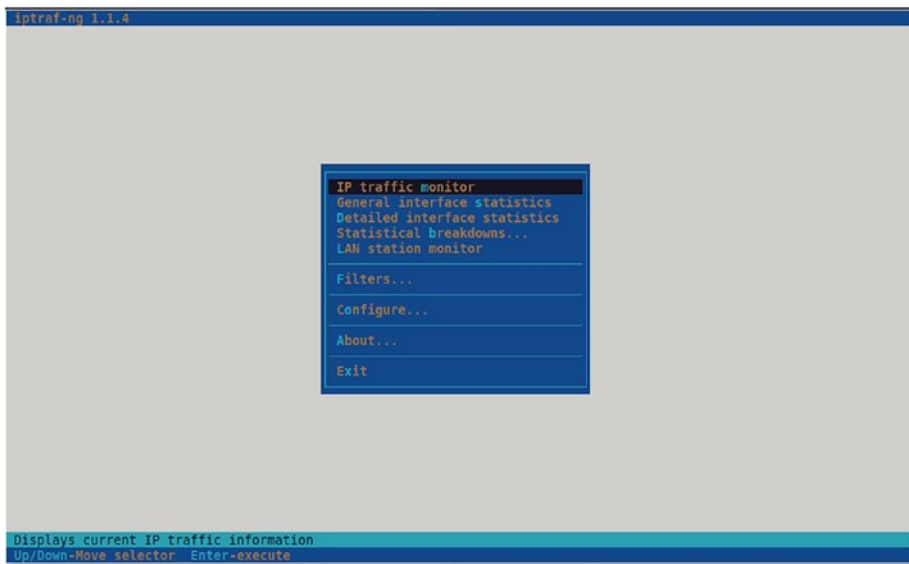 iptraf-ng 1.1.4
IP traffic monitor
General interface statistics
Detailed interface statistics
Statistical breakdowns...
LAN station monitor
Filters...
Configure...
About...
Exit
Displays current IP traffic information
Up/Down-Move selector  Enter-execute